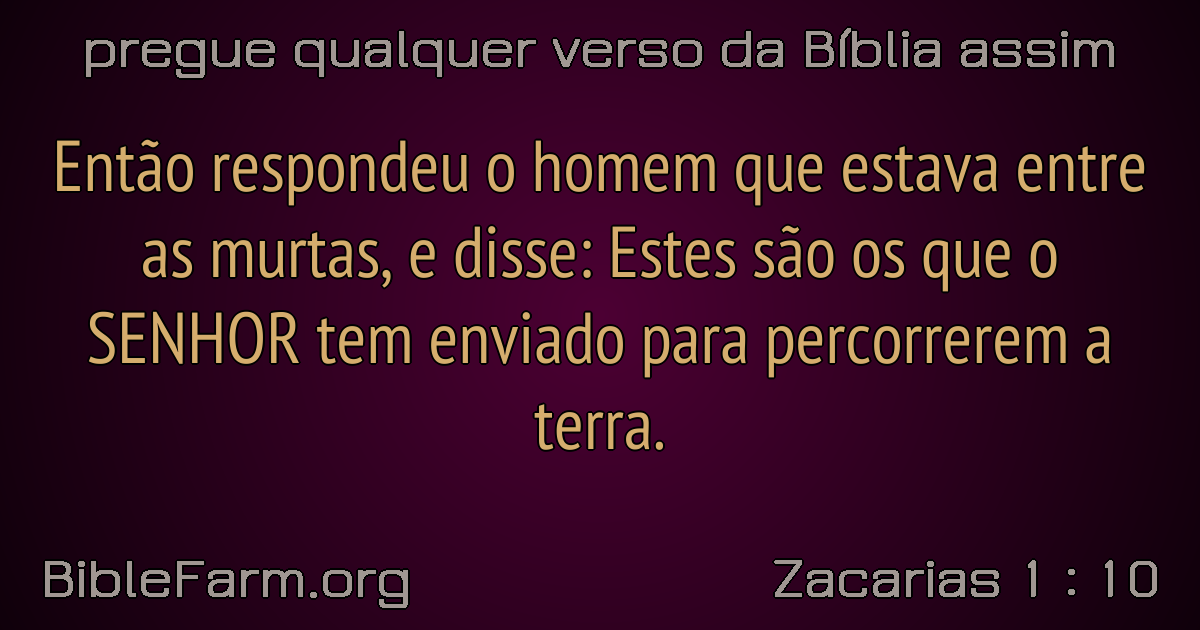 pregue qualquer verso da Bíblia assim
Então respondeu o homem que estava entre
as murtas, e disse: Estes são os que o
SENHOR tem enviado para percorrerem a
terra.
BibleFarm.org
Zacarias 1 : 10